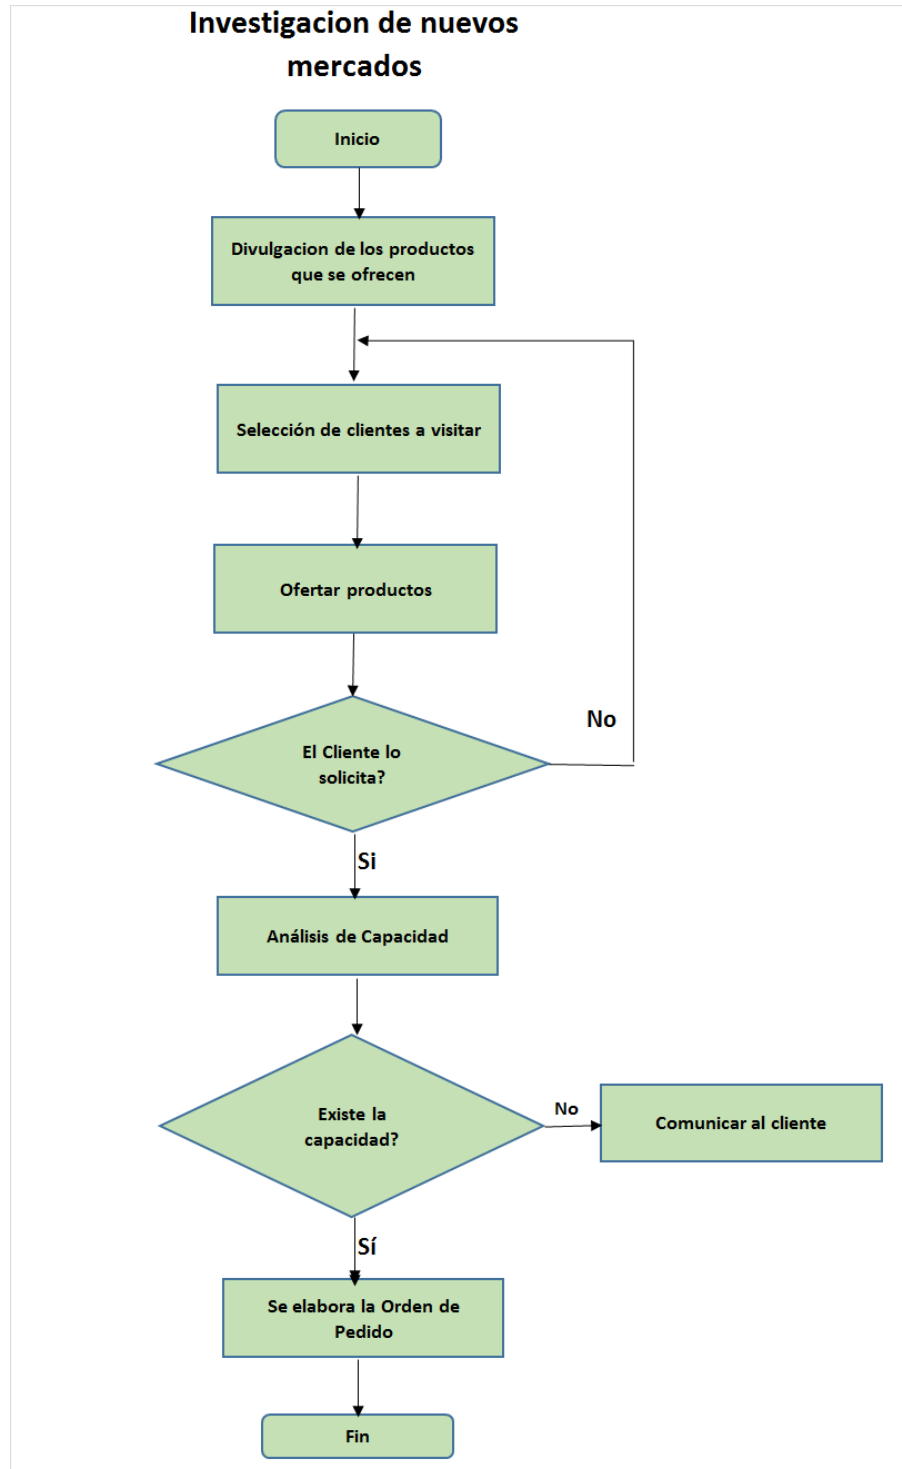 Investigacion de nuevos
mercados
Inicio
Divulgacion de los productos
que se ofrecen
Selección de clientes a visitar
Ofertar productos
El Cliente lo
solicita?
No
Si
Análisis de Capacidad
Existe la
capacidad?
No
Comunicar al cliente
Sí
Se elabora la Orden de
Pedido
Fin